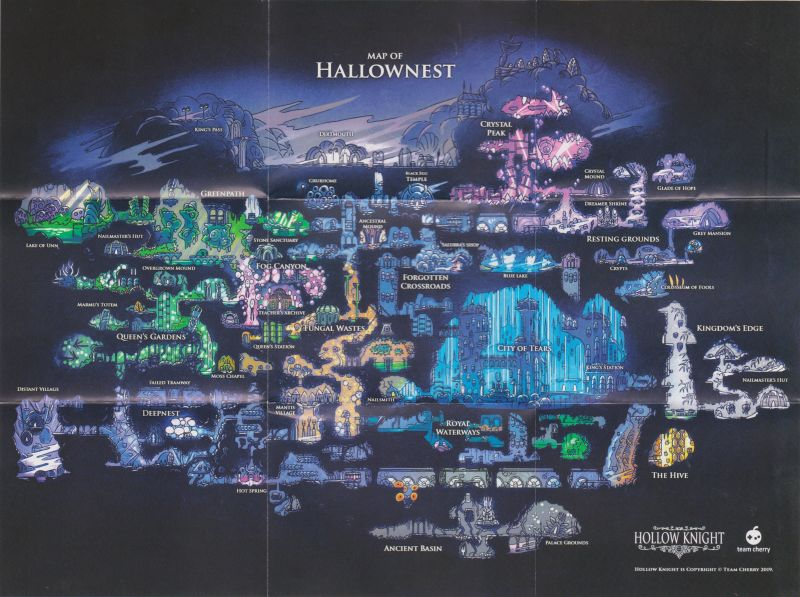 MAP OF
HALLOWNEST
KING'S PASS
DIRTMOUTH
CRYSTAL
PEAK
GRUBHOME
BLACK EGG
TEMPLE
CRYSTAL
MOUND
GLADE OF HOPE
GREENPATH
DREAMER SHRINE
LAKE OF UNN
NAILMASTER'S HUT
STONE SANCTUARY
ANCESTRAL
MOUND
SALUBRA'S SHOP
RESTING GROUNDS
GREY MANSION
OVERGROWN MOUND
FOG CANYON
FORGOTTEN
CROSSROADS
BLUE LAKE
CRYPTS
COLOSSEUM OF FOOLS
MARMU'S TOTEM
TEACHER'S ARCHIVE
QUEEN'S GARDENS
FUNGAL WASTES
KINGDOM'S EDGE
QUEEN'S STATION
CITY OF TEARS
KING'S STATION
MOSS CHAPEL
NAILMASTER'S HUT
DISTANT VILLAGE
FAILED TRAMWAY
NAILSMITH
DEEPNEST
MANTIS
VILLAGE
ROYAL
WATERWAYS
THE HIVE
HOT SPRING
ANCIENT BASIN
PALACE GROUNDS
HOLLOW KNIGHT
team cherry
HOLLOW KNIGHT IS COPYRIGHT © TEAM CHERRY 2019.